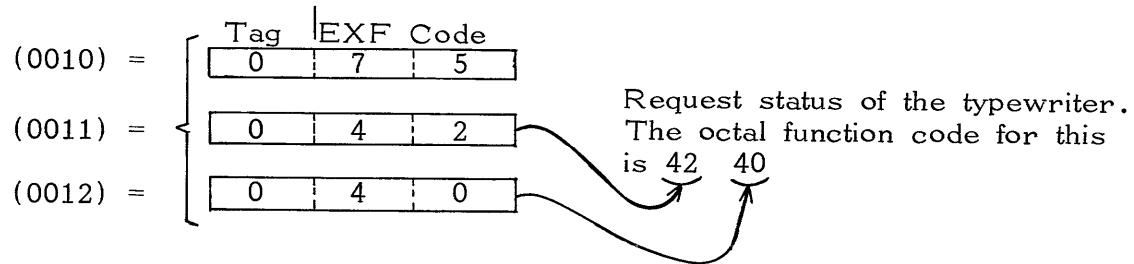 Tag EXF Code
(0010) = 0 7 5
(0011) = 0 4 2
(0012) = 0 4 0
Request status of the typewriter.
The octal function code for this
is 42 40